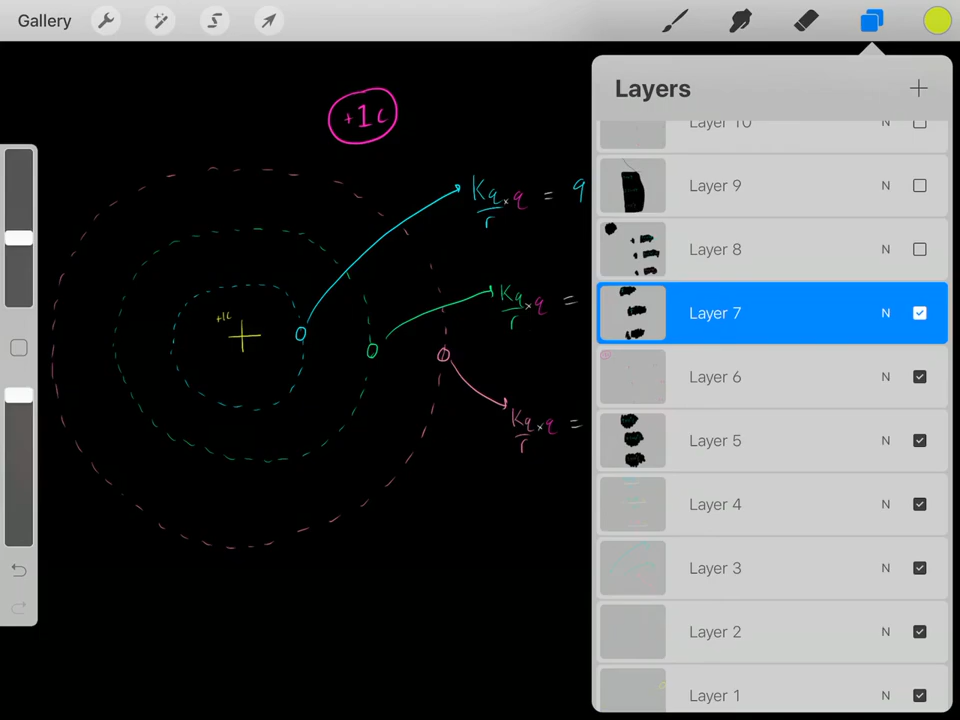 Gallery
Layers
+1C
Layer 10 N
Layer 9 N
Layer 8 N
Layer 7 N
Layer 6 N
Layer 5 N
Layer 4 N
Layer 3 N
Layer 2 N
Layer 1 N
Kq/r × q = 9
Kq/r × q =
+1C
Kq/r × q =